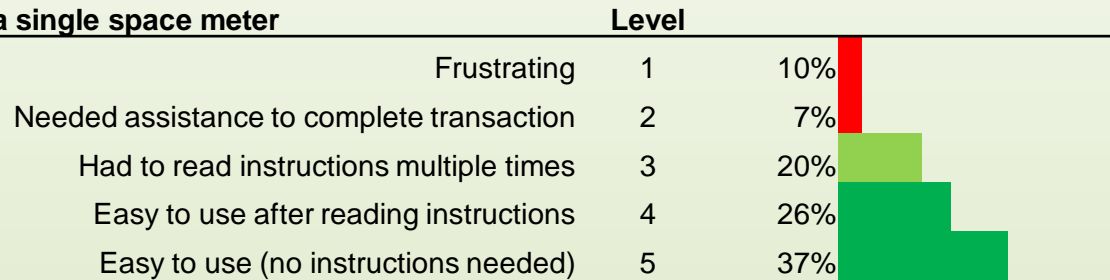 a single space meter Level
Frustrating 1 10%
Needed assistance to complete transaction 2 7%
Had to read instructions multiple times 3 20%
Easy to use after reading instructions 4 26%
Easy to use (no instructions needed) 5 37%